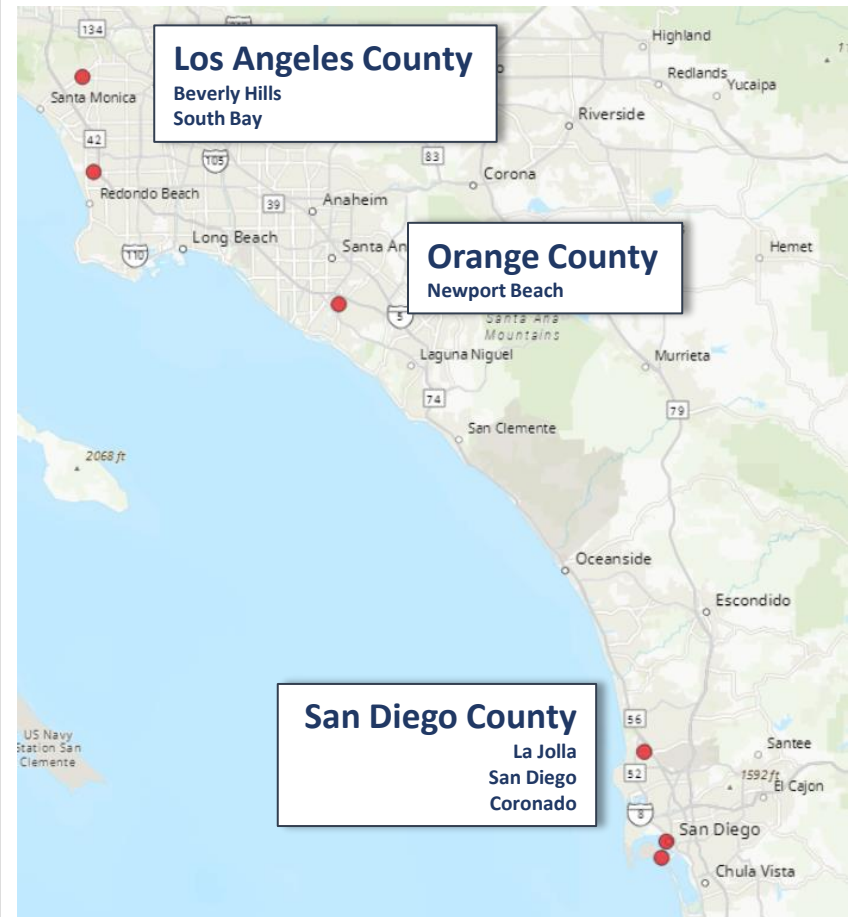 134
Los Angeles County
Beverly Hills
South Bay
Highland
Redlands
Yucaipa
Santa Monica
Riverside
42
105
83
Corona
Redondo Beach
39
Anaheim
110
Long Beach
Santa An
Hemet
Orange County
Newport Beach
5
Santa Ana
Mountains
Laguna Niguel
Murrieta
74
79
San Clemente
2068 ft
Oceanside
Escondido
San Diego County
La Jolla
San Diego
Coronado
56
US Navy
Station San
Clemente
Santee
52
1592 ft
El Cajon
8
San Diego
Chula Vista